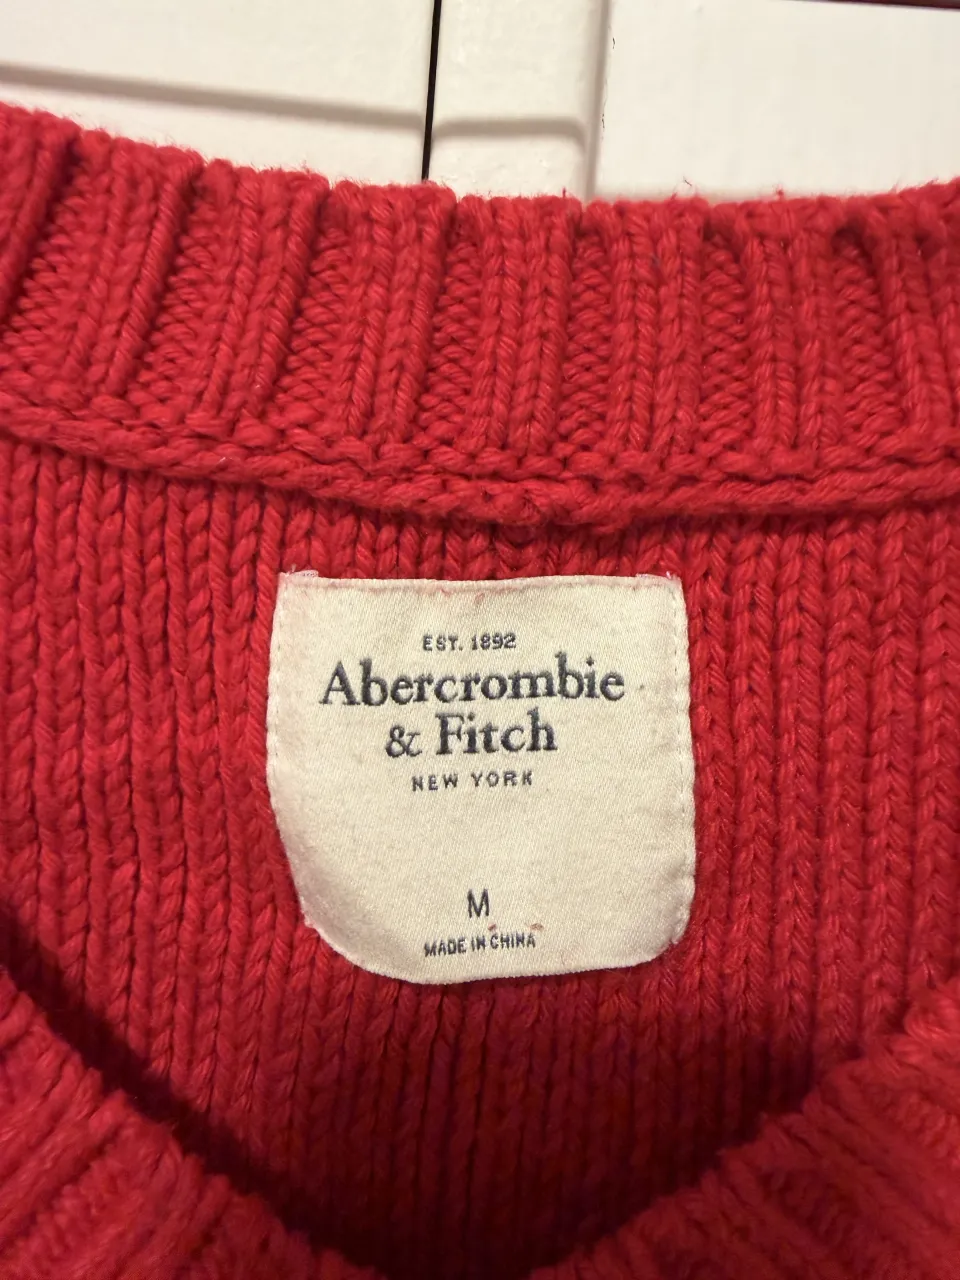 EST. 1892
Abercrombie
& Fitch
NEW YORK
M
MADE IN CHINA